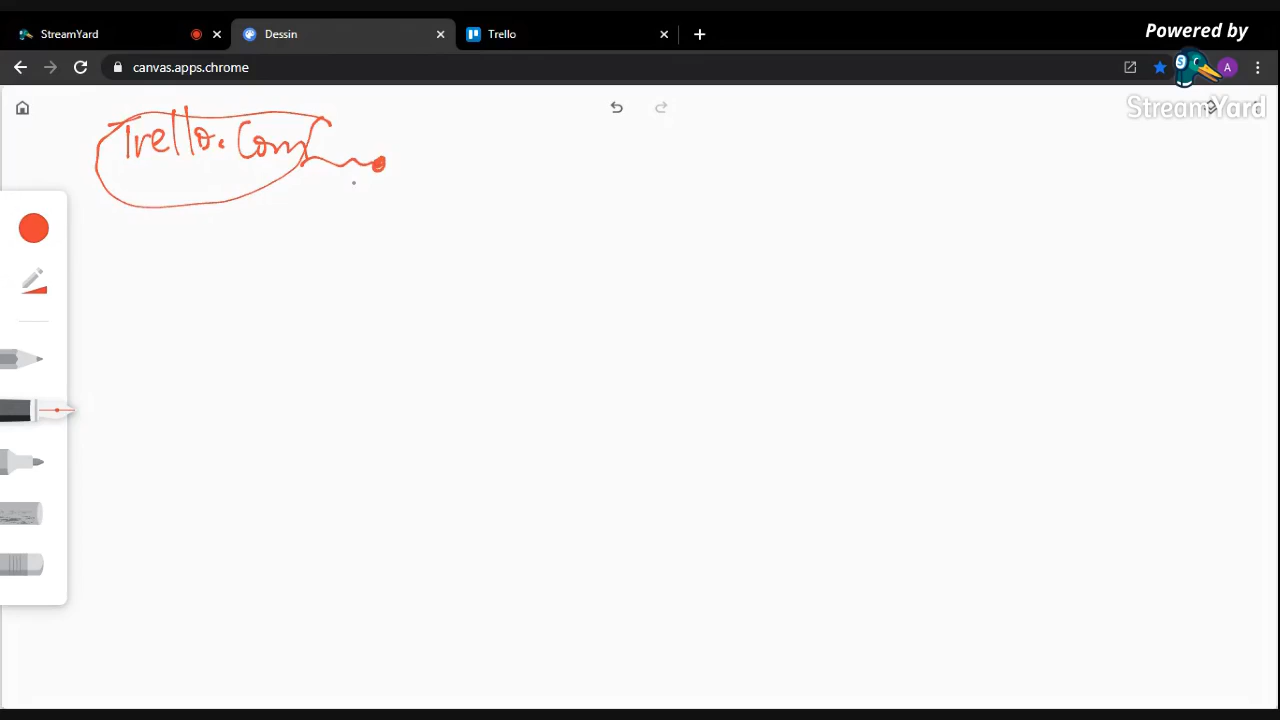 Powered by
StreamYard
Dessin
Trello
canvas.apps.chrome
A
StreamYard
Trello.Com